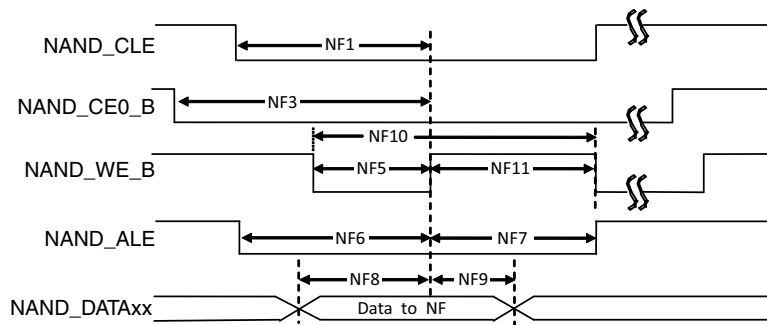 NAND_CLE
NF1
NAND_CE0_B
NF3
NF10
NAND_WE_B
NF5
NF11
NAND_ALE
NF6
NF7
NF8
NF9
NAND_DATAxx
Data to NF